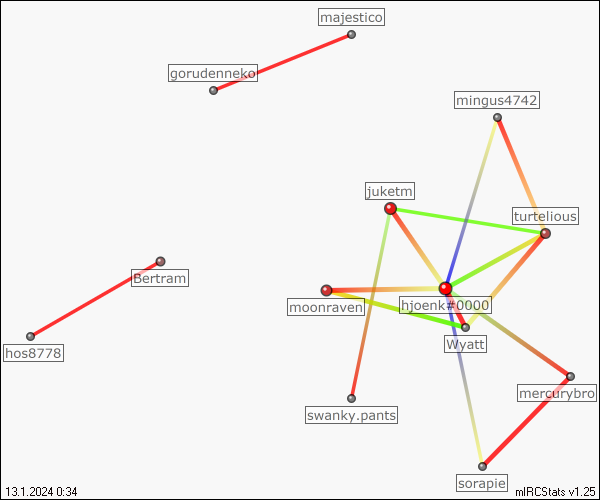 majestico
gorudenneko
mingus4742
juketm
turtelious
Bertram
moonraven
hjoenk#0000
Wyatt
hos8778
mercurybro
swanky.pants
sorapie
13.1.2024 0:34
mIRCStats v1.25